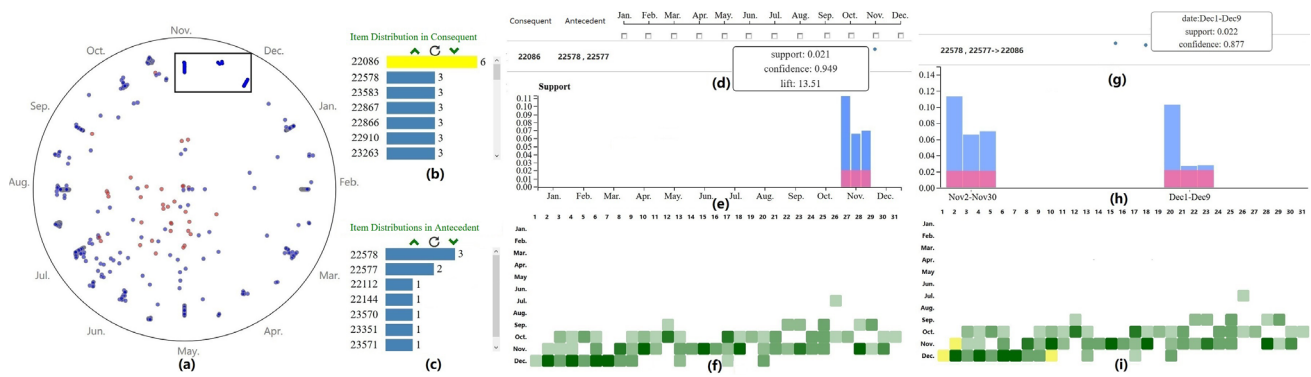 Nov.
Dec.
Jan.
Feb.
Mar.
Apr.
May.
Jun.
Jul.
Aug.
Sep.
Oct.
(a)
Item Distribution in Consequent
22086 6
22578 3
23583 3
22867 3
22866 3
22910 3
23263 3
(b)
Item Distributions in Antecedent
22578 3
22577 2
22112 1
22144 1
23570 1
23351 1
23571 1
(c)
Consequent Antecedent Jan. Feb. Mar. Apr. May. Jun. Jul. Aug. Sep. Oct. Nov. Dec.
22086 22578 , 22577
support: 0.021
confidence: 0.949
lift: 13.51
(d)
Support
0.11
0.10
0.09
0.08
0.07
0.06
0.05
0.04
0.03
0.02
0.01
0.00
Jan. Feb. Mar. Apr. May. Jun. Jul. Aug. Sep. Oct. Nov. Dec.
(e)
1 2 3 4 5 6 7 8 9 10 11 12 13 14 15 16 17 18 19 20 21 22 23 24 25 26 27 28 29 30 31
Jan.
Feb.
Mar.
Apr.
May
Jun.
Jul.
Aug.
Sep.
Oct.
Nov.
Dec.
(f)
date:Dec1-Dec9
support: 0.022
confidence: 0.877
22578 , 22577-> 22086
(g)
0.14
0.12
0.10
0.08
0.06
0.04
0.02
0.00
Nov2-Nov30 Dec1-Dec9
(h)
1 2 3 4 5 6 7 8 9 10 11 12 13 14 15 16 17 18 19 20 21 22 23 24 25 26 27 28 29 30 31
Jan.
Feb.
Mar.
Apr.
May
Jun.
Jul.
Aug.
Sep.
Oct.
Nov.
Dec.
(i)